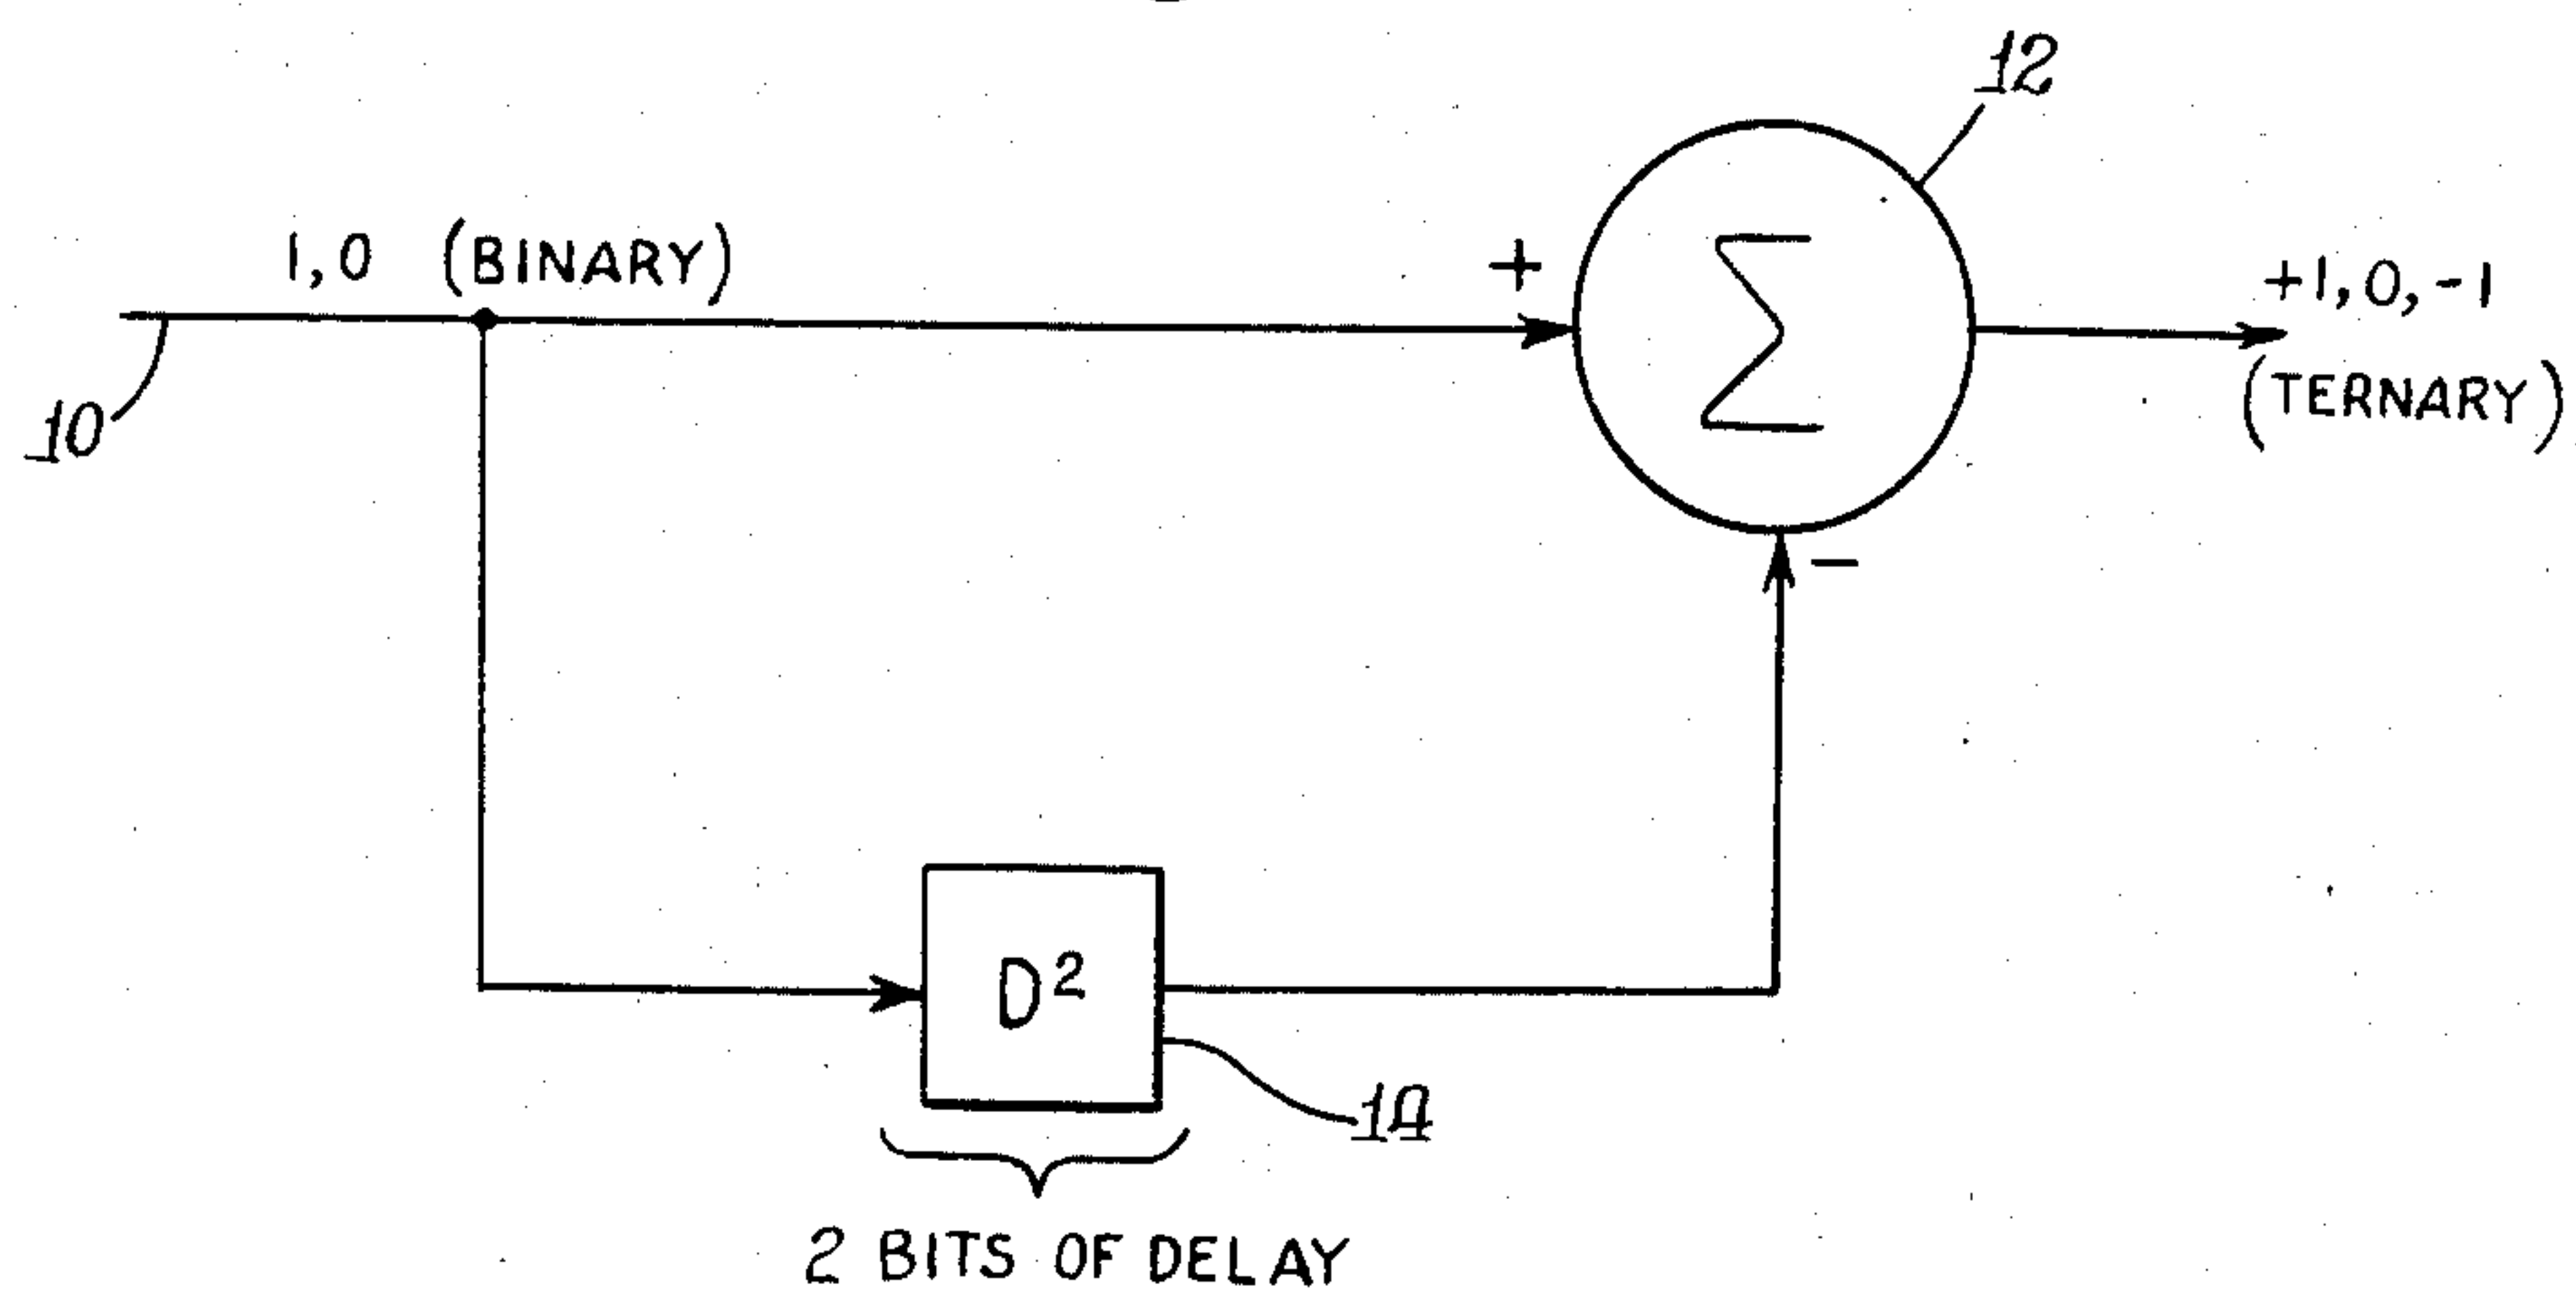 12
1,0 (BINARY)
+
Σ
+1,0,-1
(TERNARY)
10
-
D²
14
2 BITS OF DELAY